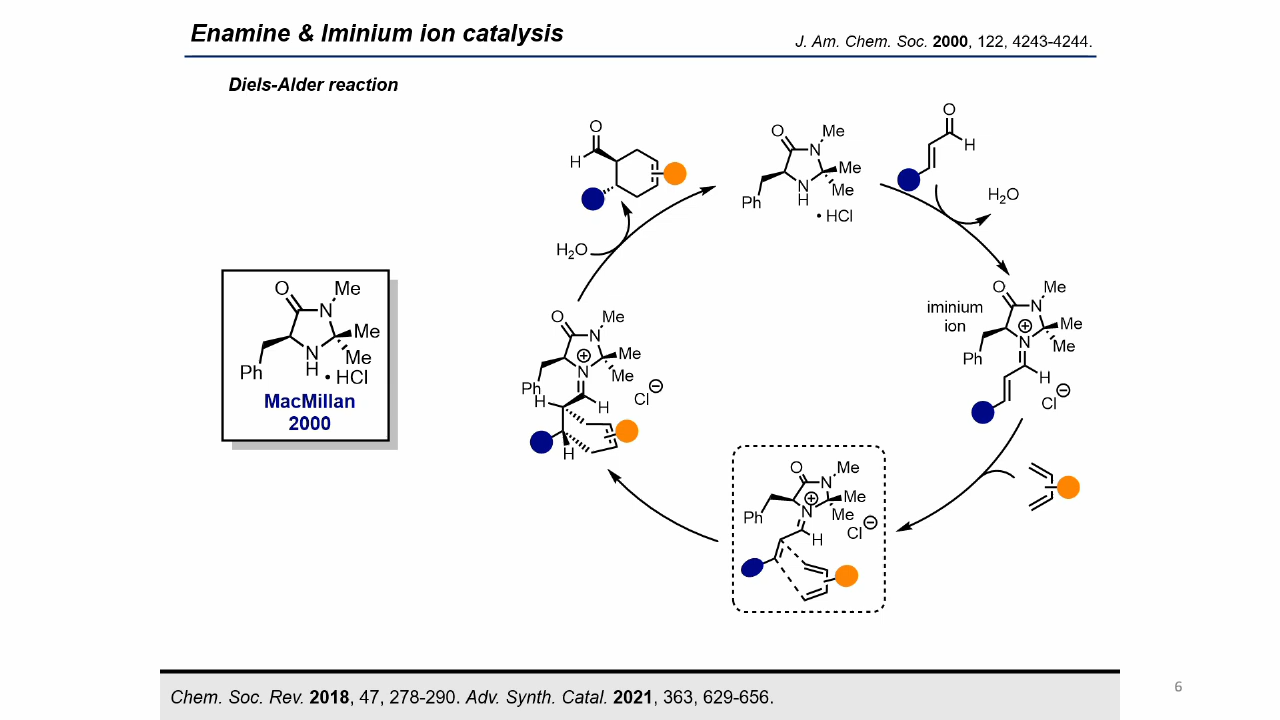 Enamine & Iminium ion catalysis
J. Am. Chem. Soc. 2000, 122, 4243-4244.
Diels-Alder reaction
O
H
O
N
Me
Me
Me
N
H
Ph
• HCl
O
H
H₂O
H₂O
O
N
Me
Me
Me
N
H
Ph
• HCl
MacMillan
2000
iminium
ion
O
N
Me
⊕
Me
Me
N
Ph
H
Cl
⊖
O
N
Me
⊕
Me
Me
N
Ph
H
H
H
Cl
⊖
O
N
Me
⊕
Me
Me
N
Ph
H
Cl
⊖
Chem. Soc. Rev. 2018, 47, 278-290. Adv. Synth. Catal. 2021, 363, 629-656.
6